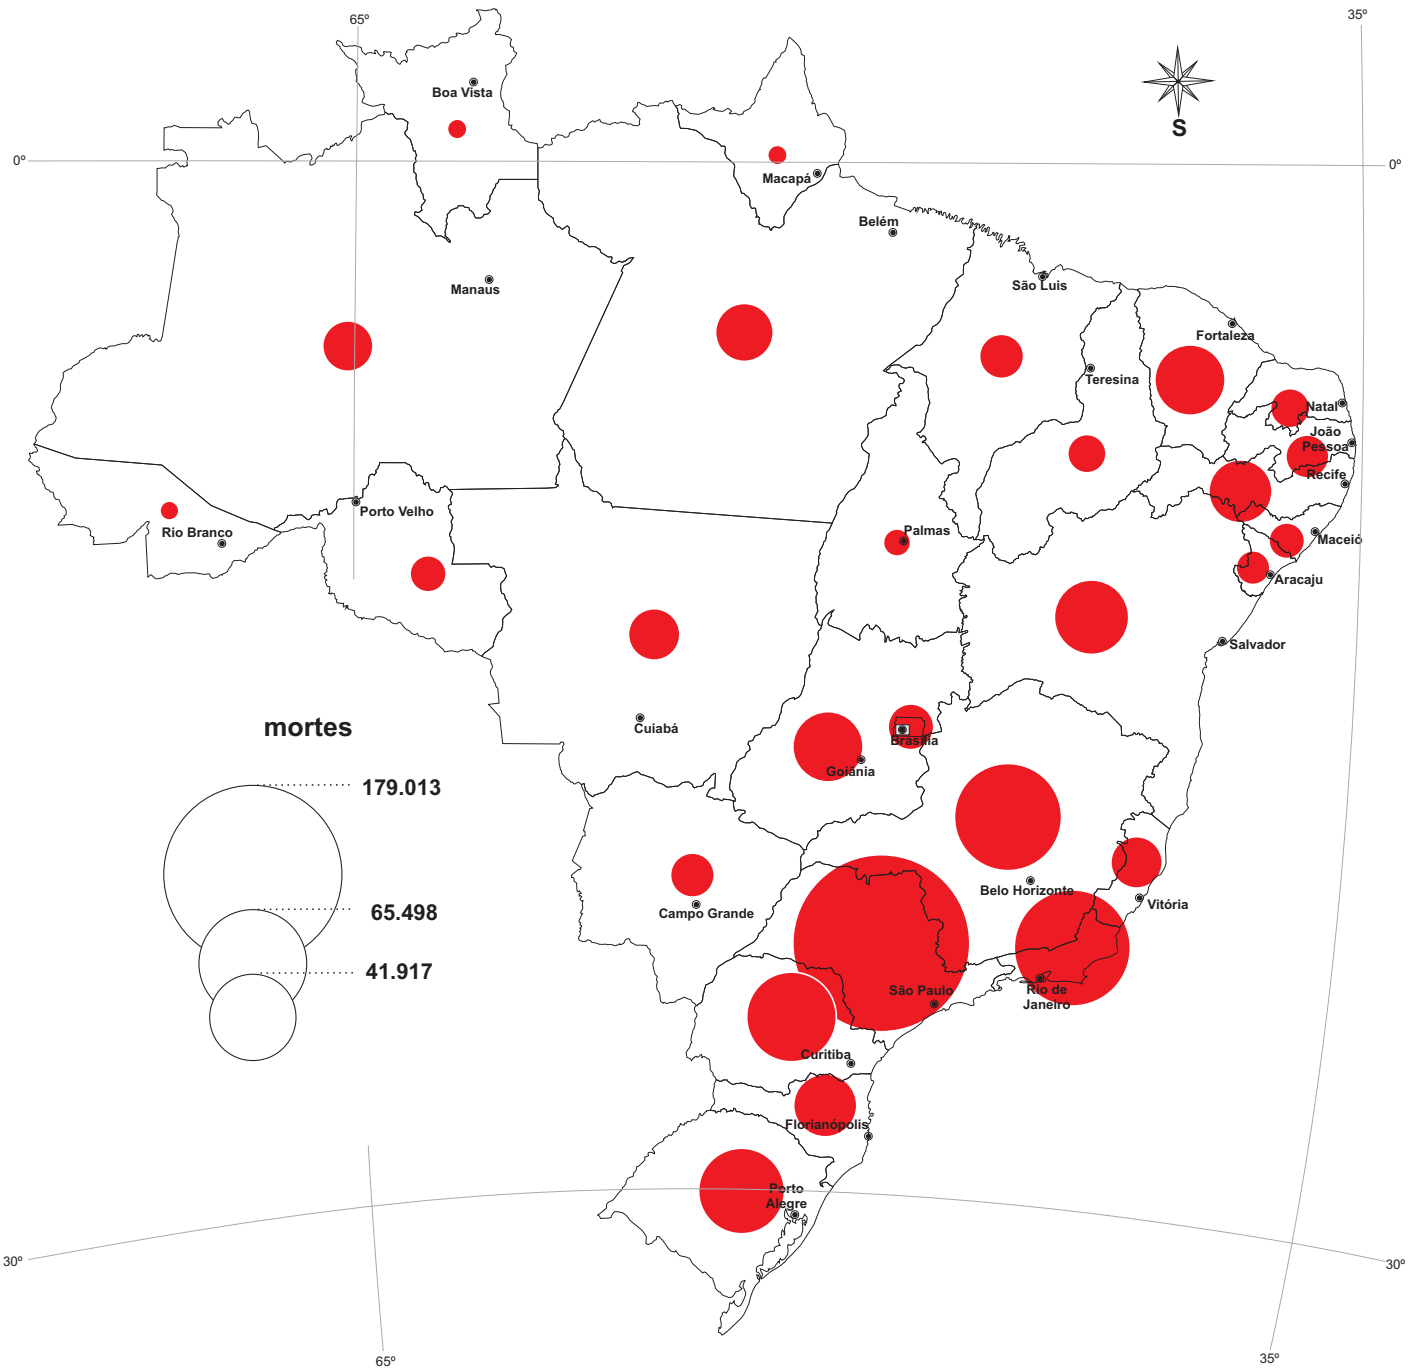 65º
35º
Boa Vista
S
0º
0º
Macapá
Belém
Manaus
São Luis
Fortaleza
Teresina
Natal
João
Pessoa
Recife
Porto Velho
Rio Branco
Palmas
Maceió
Aracaju
Salvador
mortes
Cuiabá
Brasília
Goiánia
179.013
Belo Horizonte
Vitória
65.498
Campo Grande
41.917
São Paulo
Rio de
Janeiro
Curitiba
Florianópolis
Porto
Alegre
30º
30º
65º
35º